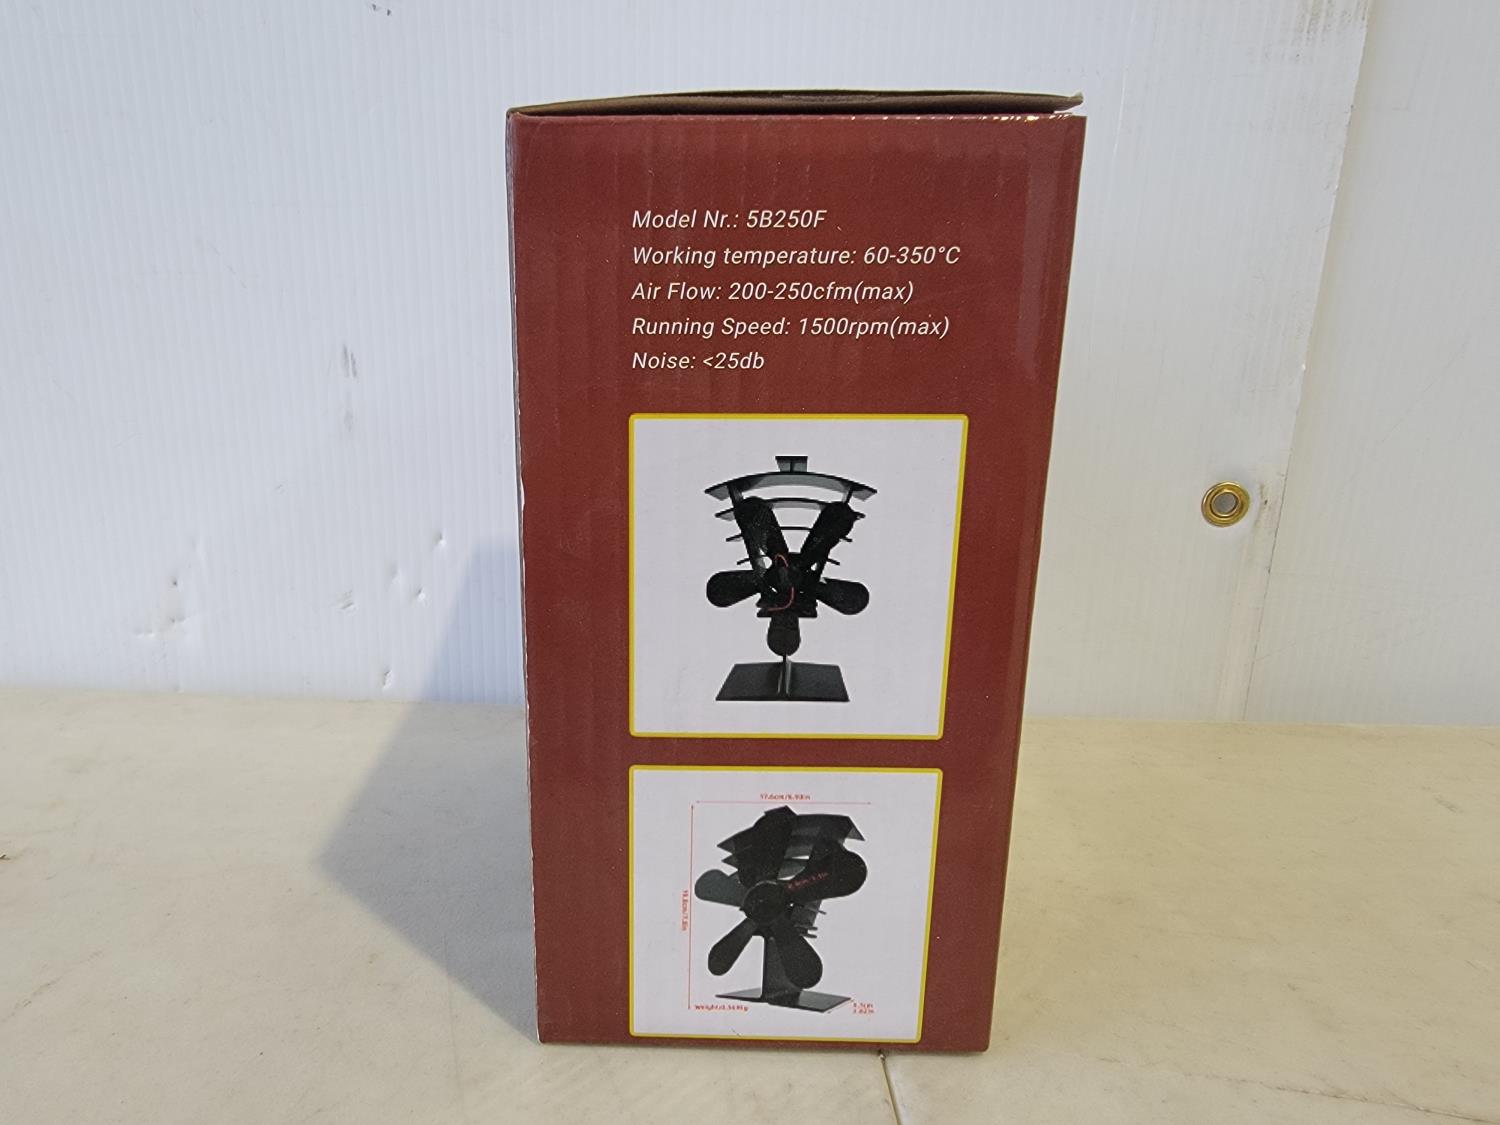 Model Nr.: 5B250F
Working temperature: 60-350°C
Air Flow: 200-250cfm(max)
Running Speed: 1500rpm(max)
Noise: <25db